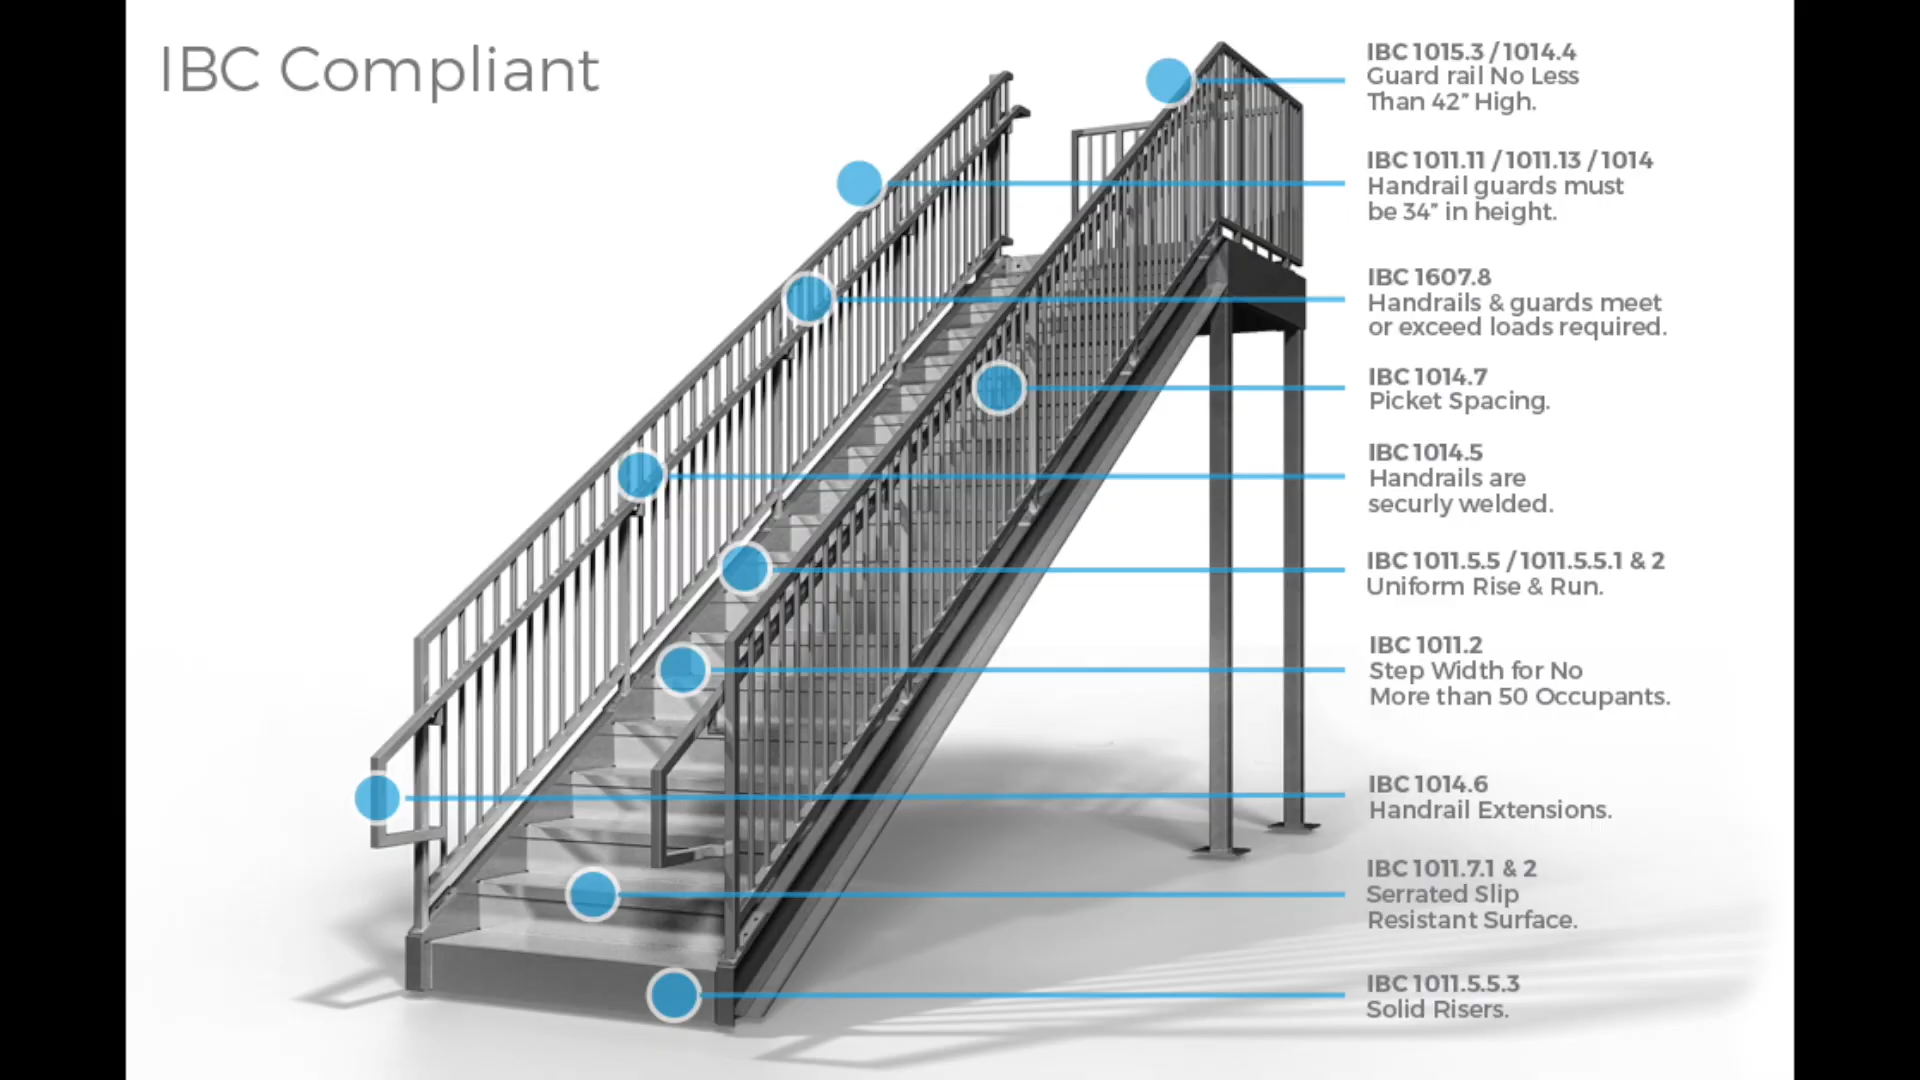 IBC Compliant
IBC 1015.3 / 1014.4
Guard rail No Less
Than 42” High.
IBC 1011.11 / 1011.13 / 1014
Handrail guards must
be 34” in height.
IBC 1607.8
Handrails & guards meet
or exceed loads required.
IBC 1014.7
Picket Spacing.
IBC 1014.5
Handrails are
securly welded.
IBC 1011.5.5 / 1011.5.5.1 & 2
Uniform Rise & Run.
IBC 1011.2
Step Width for No
More than 50 Occupants.
IBC 1014.6
Handrail Extensions.
IBC 1011.7.1 & 2
Serrated Slip
Resistant Surface.
IBC 1011.5.5.3
Solid Risers.